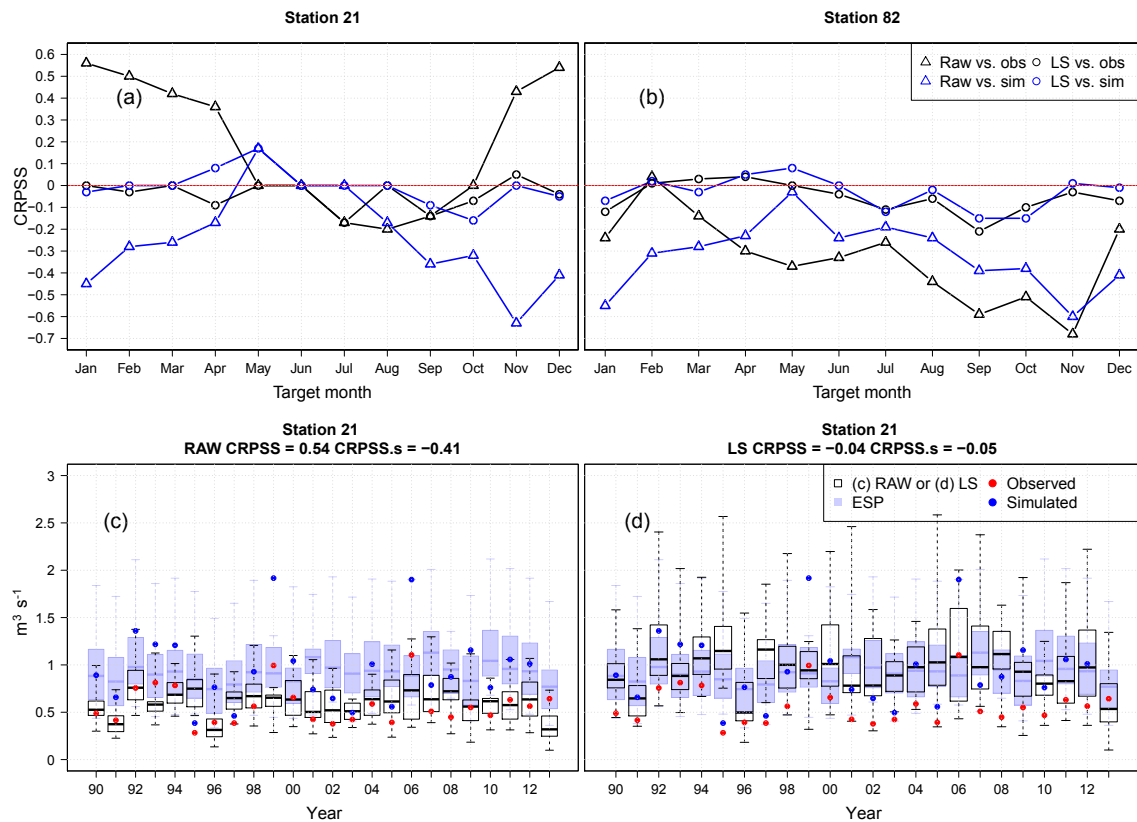 Station 21
Station 82
0.6
0.5
0.4
0.3
0.2
0.1
0
−0.1
−0.2
−0.3
−0.4
−0.5
−0.6
−0.7
CRPSS
(a)
(b)
Raw vs. obs
LS vs. obs
Raw vs. sim
LS vs. sim
Jan Feb Mar Apr May Jun Jul Aug Sep Oct Nov Dec
Jan Feb Mar Apr May Jun Jul Aug Sep Oct Nov Dec
Target month
Target month
Station 21
RAW CRPSS = 0.54 CRPSS.s = −0.41
Station 21
LS CRPSS = −0.04 CRPSS.s = −0.05
3
2.5
2
1.5
1
0.5
0
m³ s⁻¹
(c)
(d)
(c) RAW or (d) LS
Observed
ESP
Simulated
90 92 94 96 98 00 02 04 06 08 10 12
90 92 94 96 98 00 02 04 06 08 10 12
Year
Year